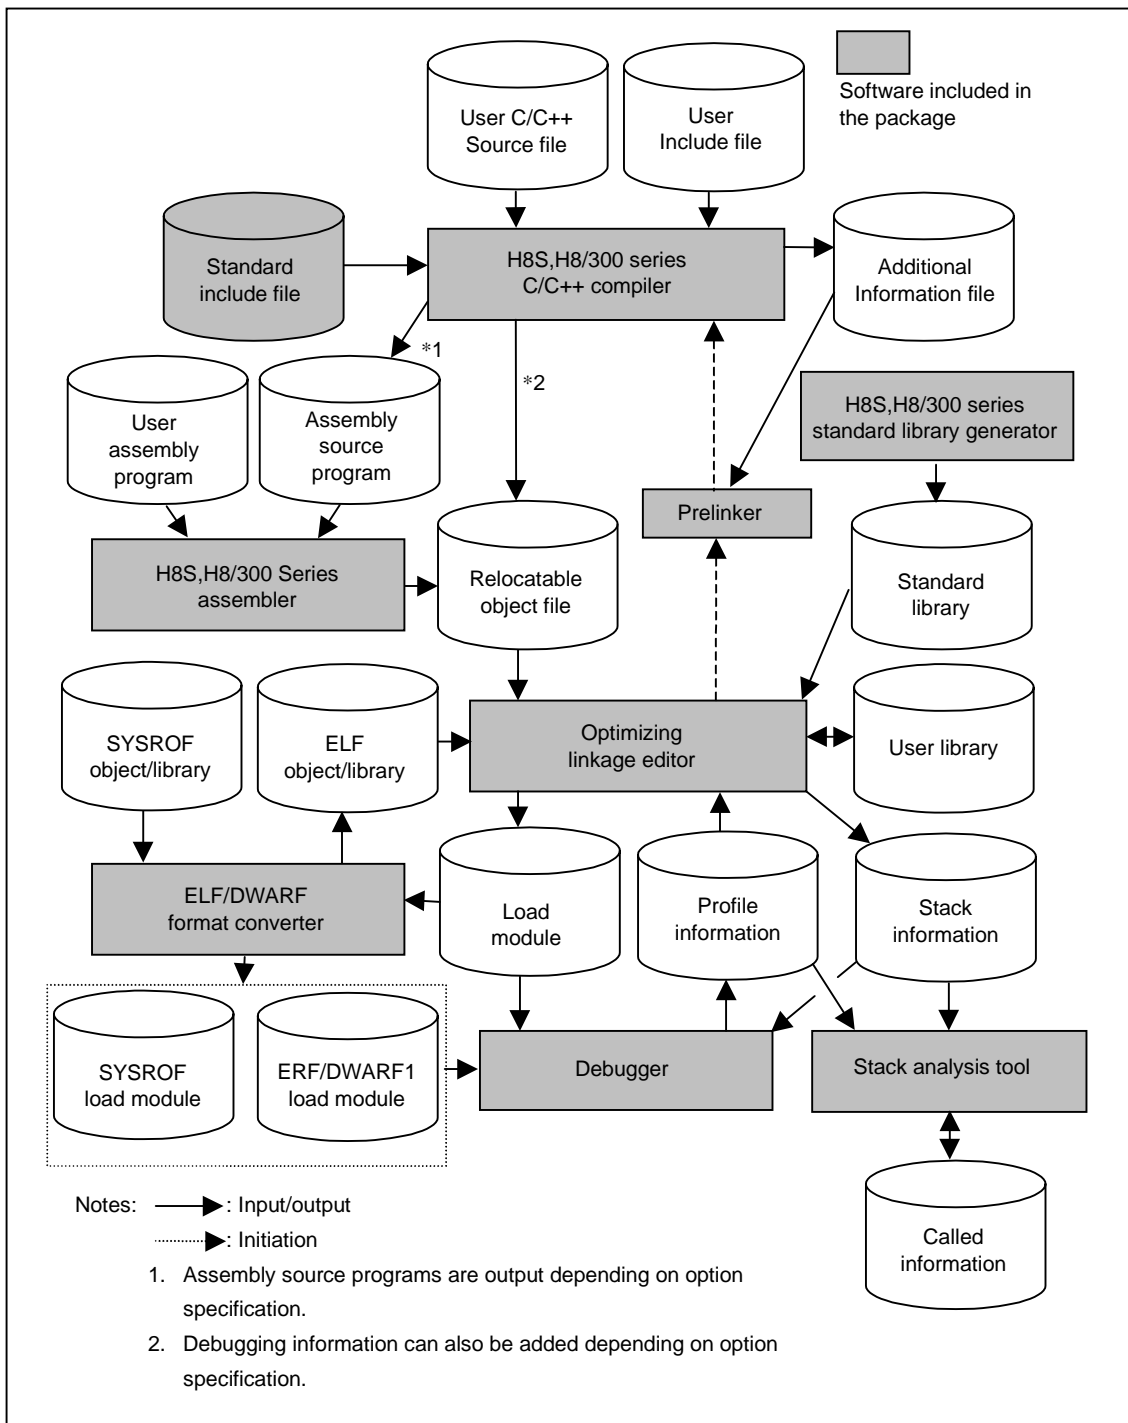 Software included in
the package
User C/C++
Source file
User
Include file
Standard
include file
H8S,H8/300 series
C/C++ compiler
Additional
Information file
*1
*2
User
assembly
program
Assembly
source
program
H8S,H8/300 series
standard library generator
Prelinker
H8S,H8/300 Series
assembler
Relocatable
object file
Standard
library
SYSROF
object/library
ELF
object/library
Optimizing
linkage editor
User library
ELF/DWARF
format converter
Load
module
Profile
information
Stack
information
SYSROF
load module
ERF/DWARF1
load module
Debugger
Stack analysis tool
Called
information
Notes: : Input/output
: Initiation
1. Assembly source programs are output depending on option
specification.
2. Debugging information can also be added depending on option
specification.